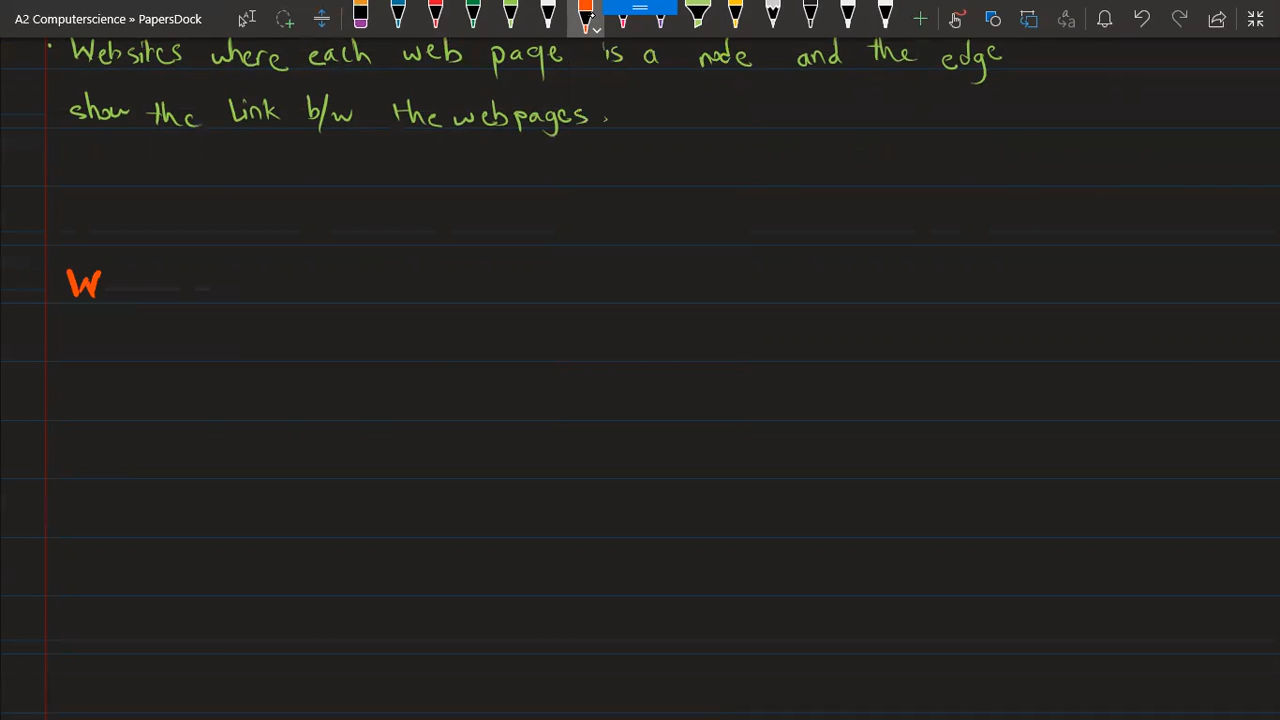 A2 Computerscience » PapersDock
· Websites where each web page is a node and the edge
show the Link b/w the webpages.
W